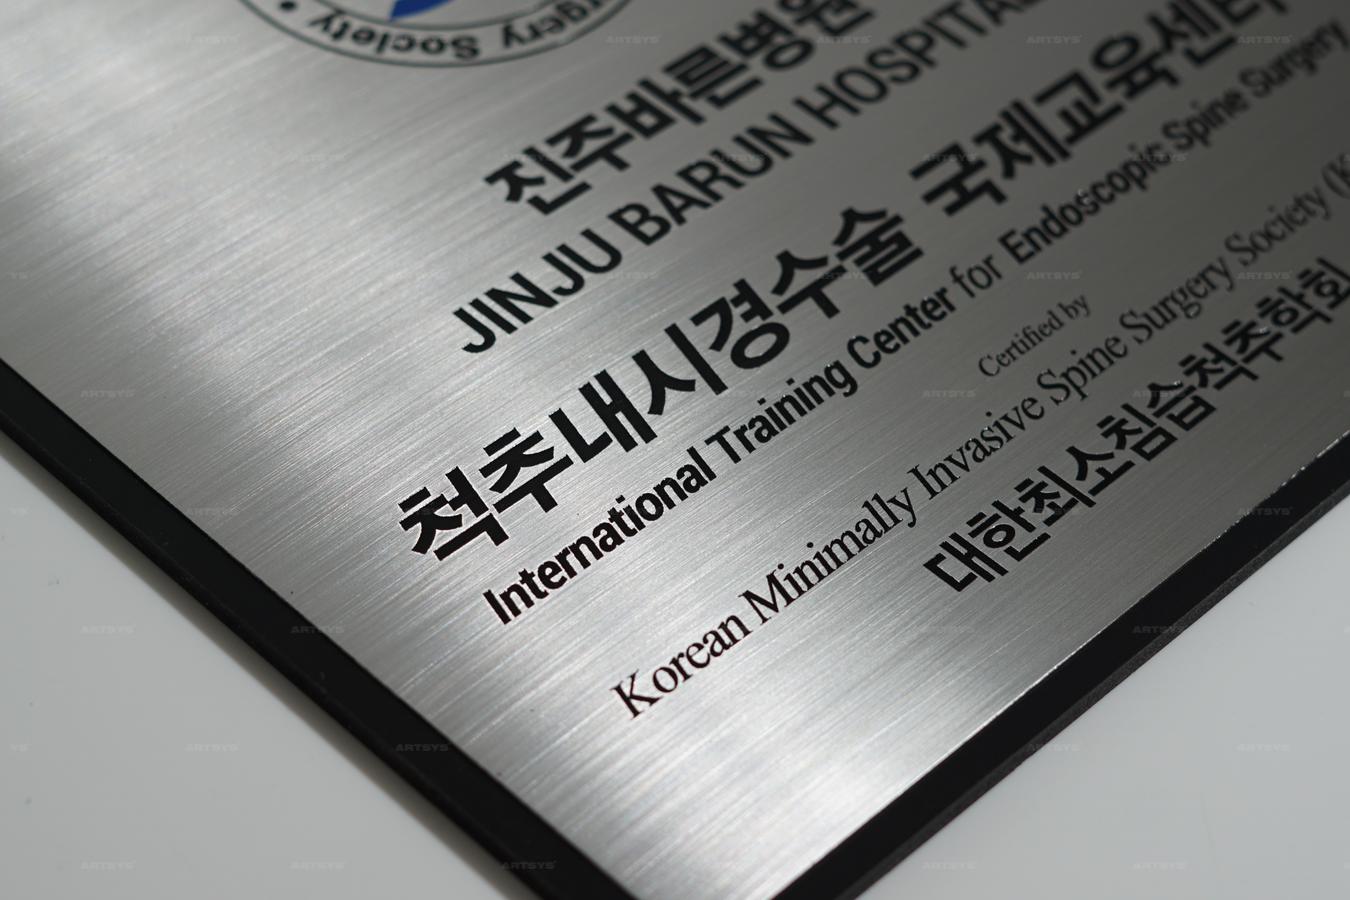 urgery Society •
진주바른병원
JINJU BARUN HOSPITAL
척추내시경수술 국제교육센터
International Training Center for Endoscopic Spine Surgery
Certified by
Korean Minimally Invasive Spine Surgery Society (K
대한최소침습척추학회
ARTSYS